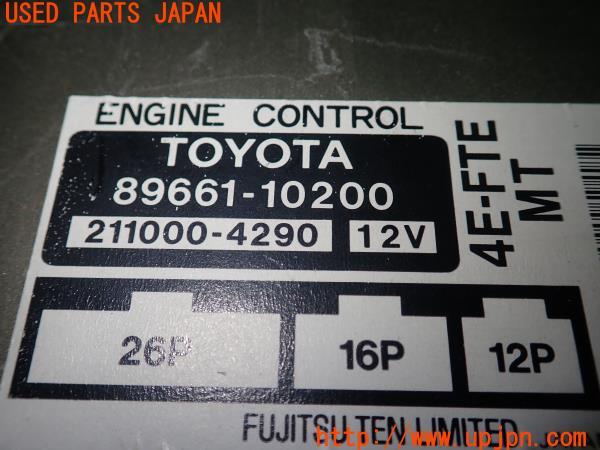 USED PARTS JAPAN
ENGINE CONTROL
TOYOTA
89661-10200
211000-4290 12V
4E-FTE
MT
26P 16P 12P
FUJITSU TEN LIMITED
http://www.upjpn.com/